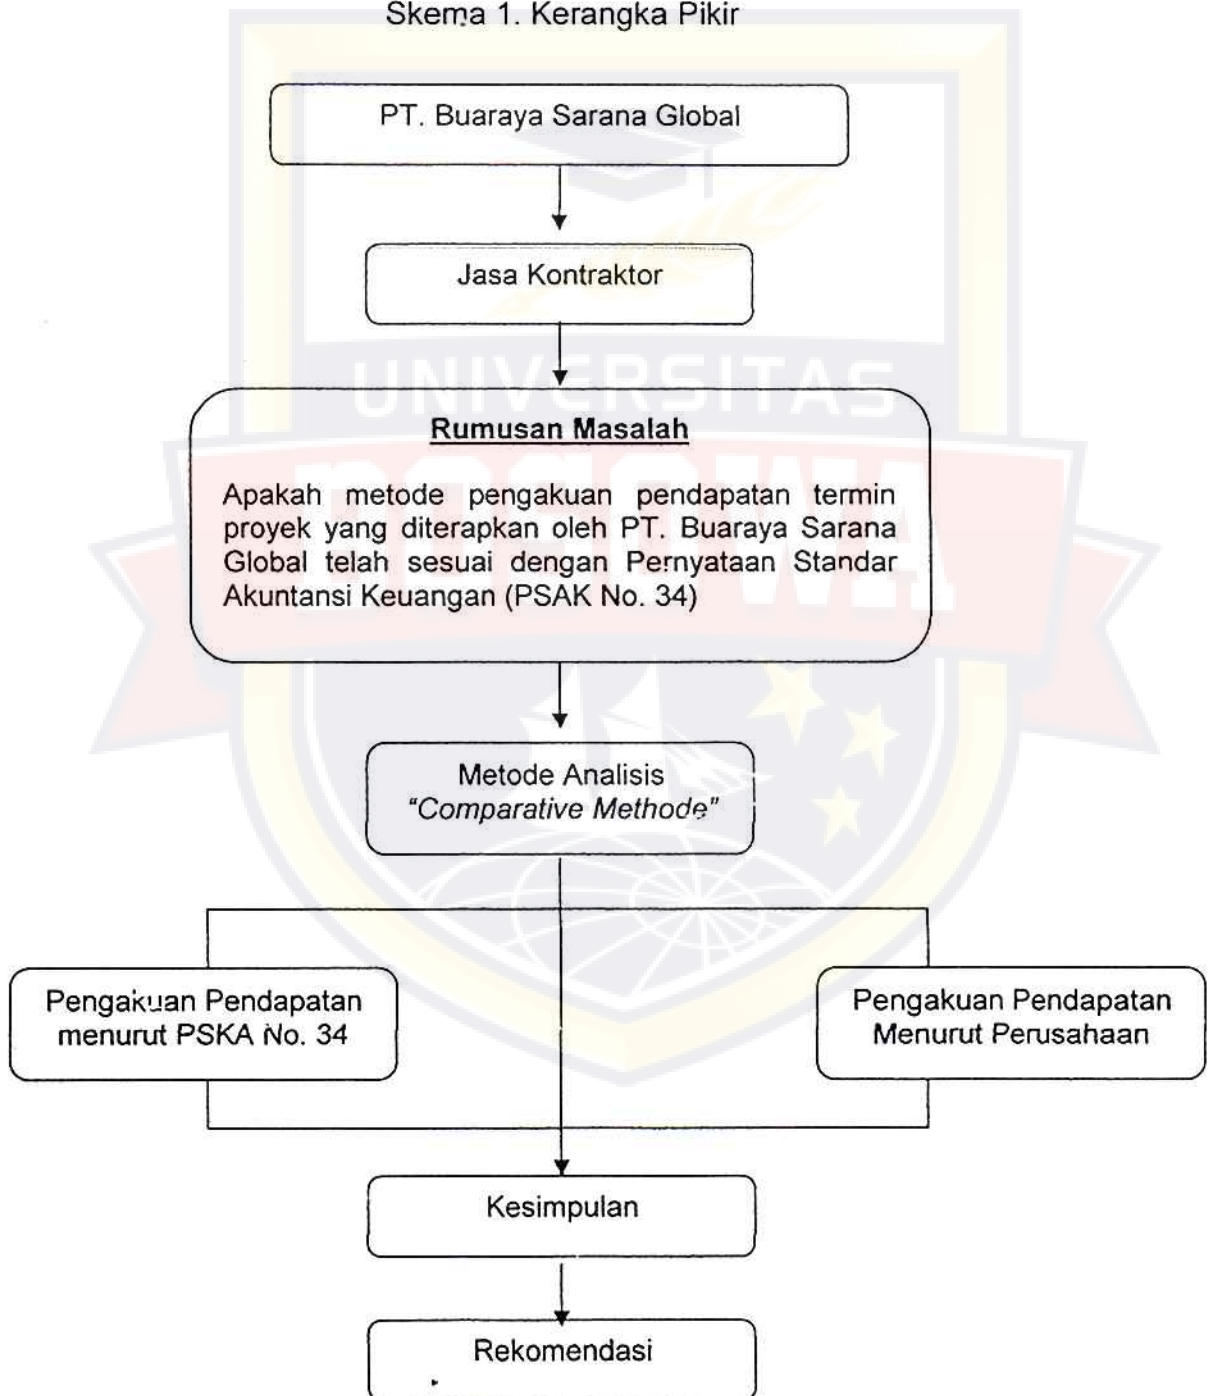 Skema 1. Kerangka Pikir
PT. Buaraya Sarana Global
Jasa Kontraktor
UNIVERSITAS
BOSOWA
Rumusan Masalah
Apakah metode pengakuan pendapatan termin
proyek yang diterapkan oleh PT. Buaraya Sarana
Global telah sesuai dengan Pernyataan Standar
Akuntansi Keuangan (PSAK No. 34)
Metode Analisis
“Comparative Methode”
Pengakuan Pendapatan
menurut PSKA No. 34
Pengakuan Pendapatan
Menurut Perusahaan
Kesimpulan
Rekomendasi